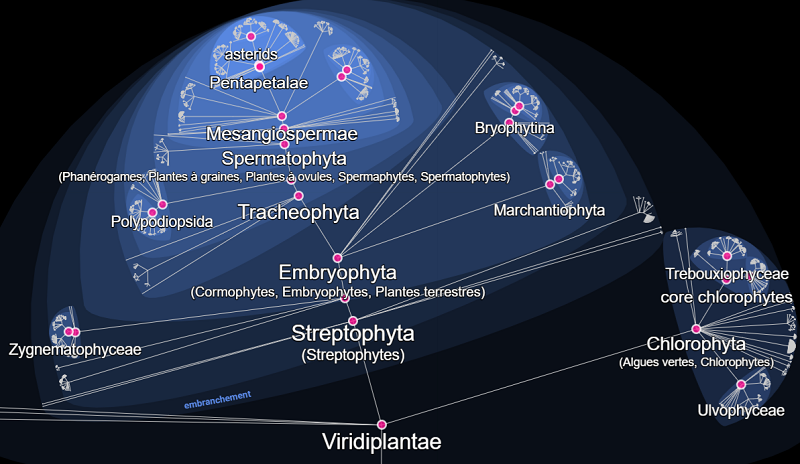 asterids
Pentapetalae
Mesangiospermae
Spermatophyta
(Phanérogames, Plantes à graines, Plantes à ovules, Spermaphytes, Spermatophytes)
Bryophytina
Polypodiopsida
Tracheophyta
Marchantiophyta
Embryophyta
(Cormophytes, Embryophytes, Plantes terrestres)
Trebouxiophyceae
core chlorophytes
Zygnematophyceae
Streptophyta
(Streptophytes)
Chlorophyta
(Algues vertes, Chlorophytes)
embranchement
Ulvophyceae
Viridiplantae